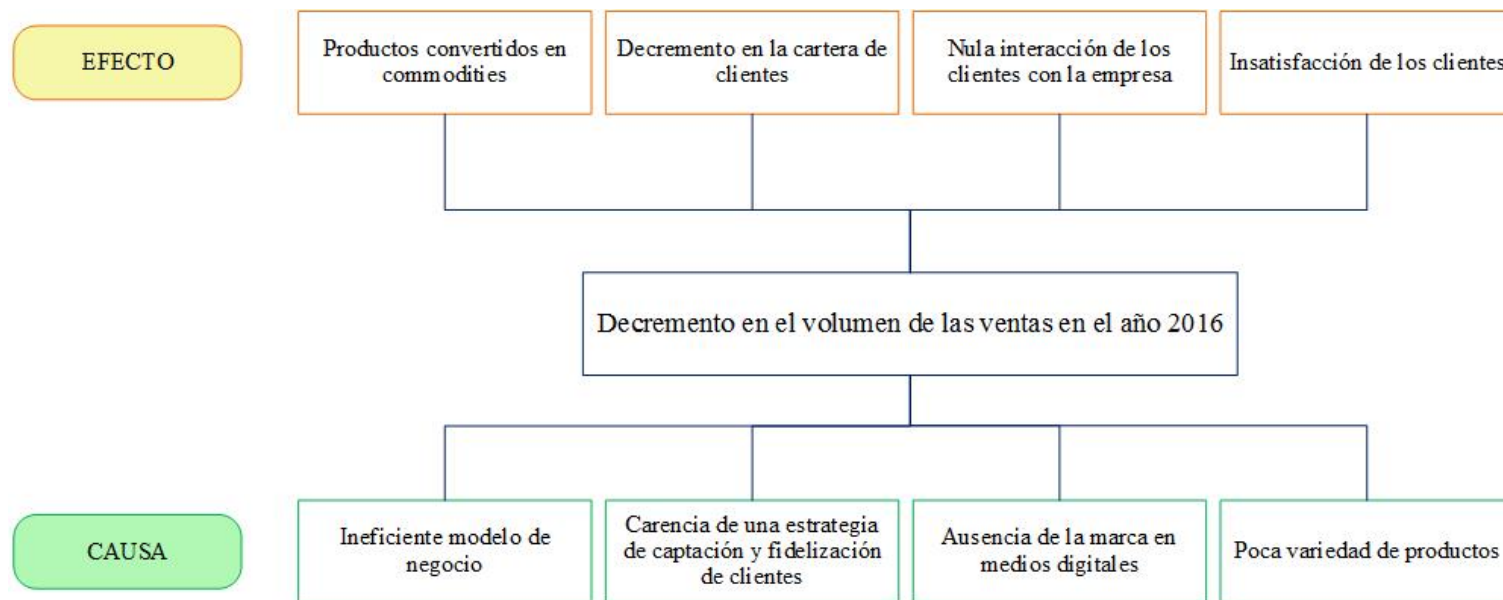 EFECTO
Productos convertidos en
commodities
Decremento en la cartera de
clientes
Nula interacción de los
clientes con la empresa
Insatisfacción de los clientes
Decremento en el volumen de las ventas en el año 2016
CAUSA
Ineficiente modelo de
negocio
Carencia de una estrategia
de captación y fidelización
de clientes
Ausencia de la marca en
medios digitales
Poca variedad de productos